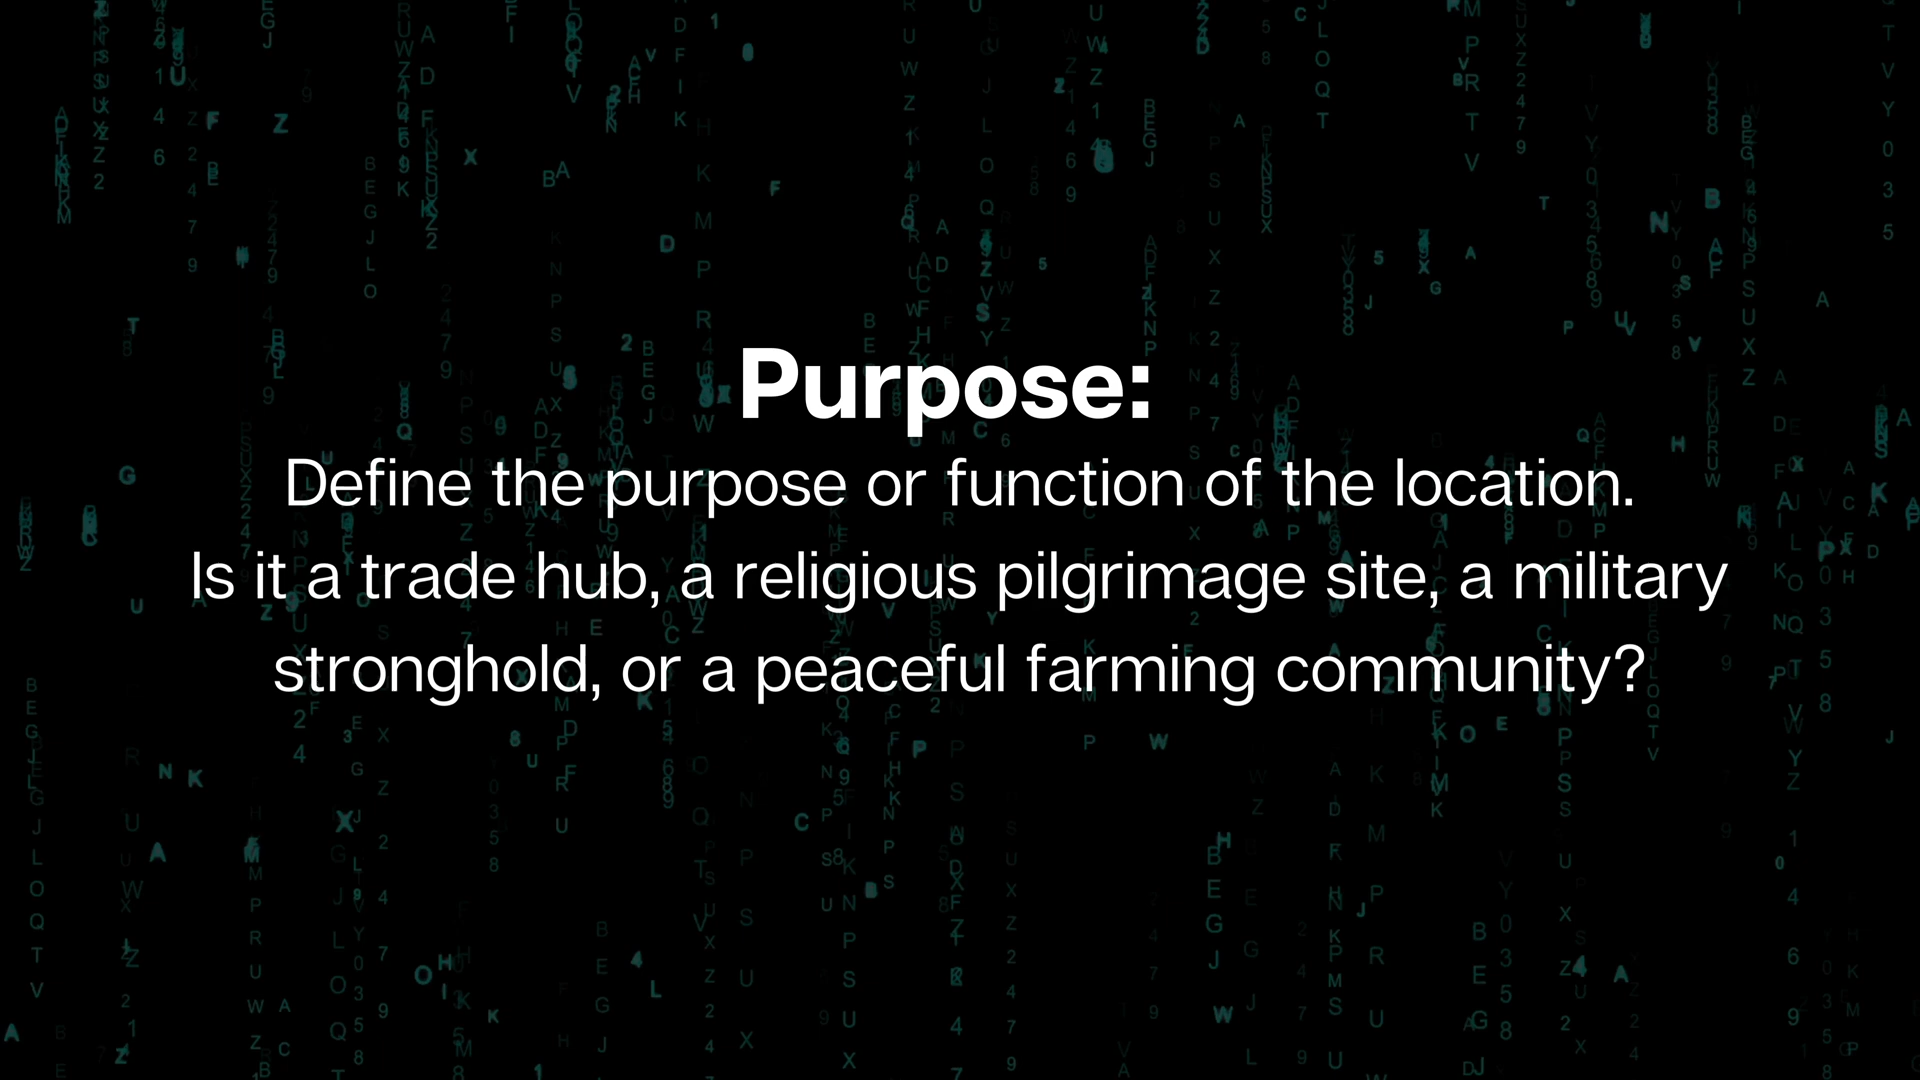 Purpose:
Define the purpose or function of the location.
Is it a trade hub, a religious pilgrimage site, a military
stronghold, or a peaceful farming community?